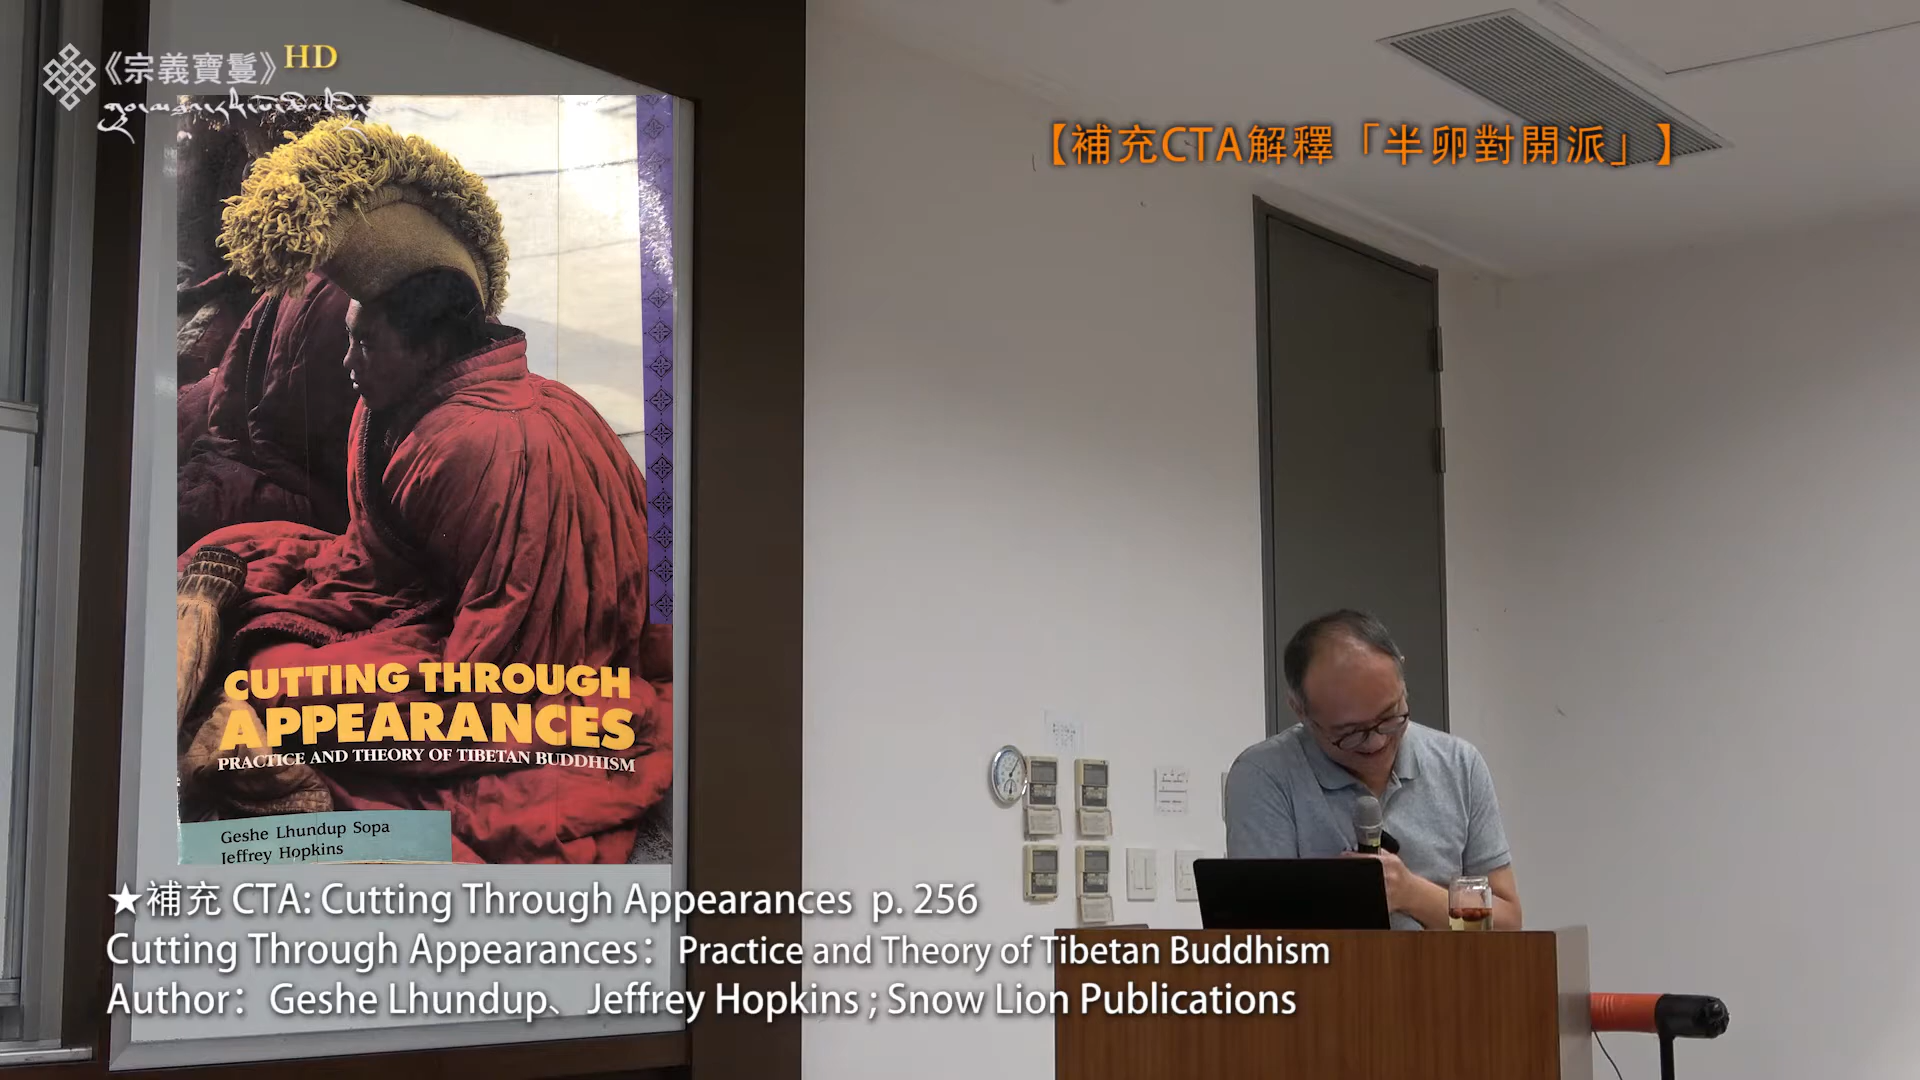 《宗義寶鬘》HD
【補充CTA解釋「半卵對開派」】
CUTTING THROUGH
APPEARANCES
PRACTICE AND THEORY OF TIBETAN BUDDHISM
Geshe Lhundup Sopa
Jeffrey Hopkins
★補充 CTA: Cutting Through Appearances p. 256
Cutting Through Appearances：Practice and Theory of Tibetan Buddhism
Author：Geshe Lhundup、Jeffrey Hopkins ; Snow Lion Publications